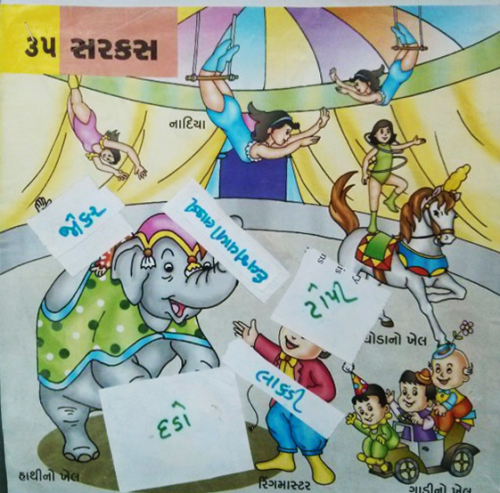 ૩૫ સરકસ
નાદિયા
જોકર
ટોપી
ઘોડાનો ખેલ
લાકડી
દડો
હાથીનો ખેલ
રિંગમાસ્ટર
ગાડીનો ખેલ